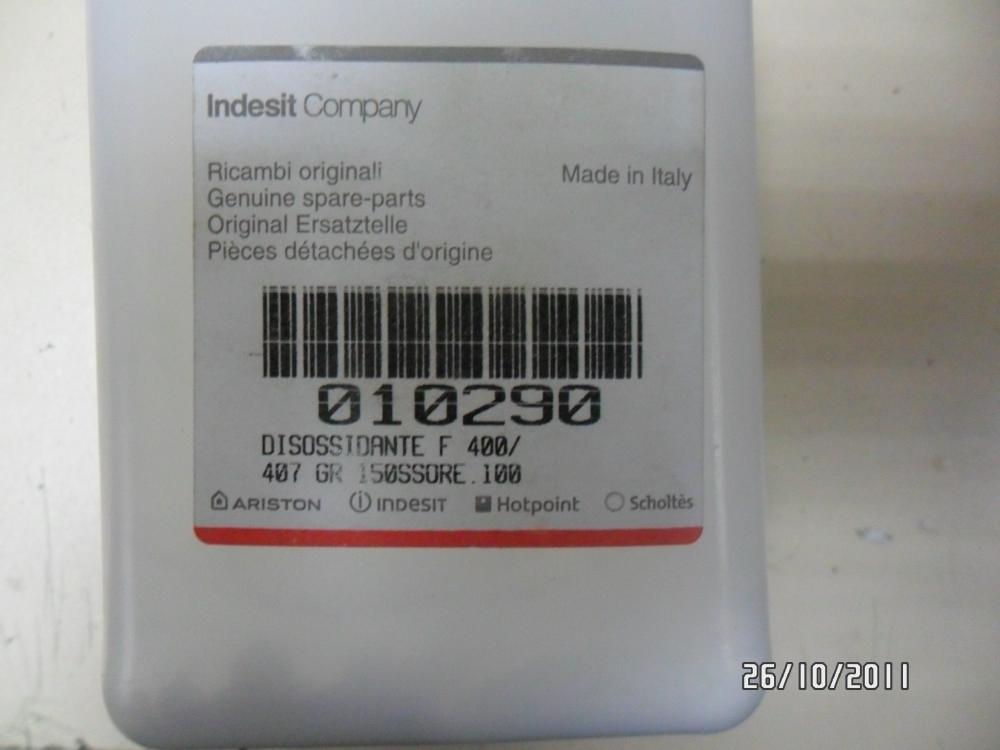 Indesit Company
Ricambi originali
Made in Italy
Genuine spare-parts
Original Ersatztelle
Pièces détachées d'origine
010290
DISOSSIDANTE F 400/
407 GR 150SSORE.100
ARISTON INDESIT Hotpoint Scholtès
26/10/2011